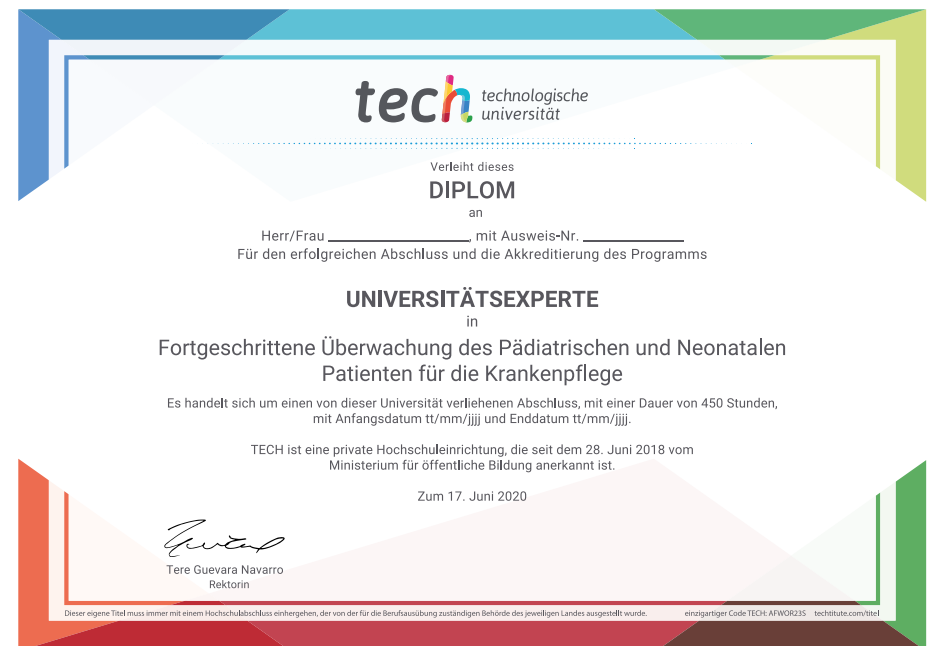 tech technologische
universität
Verleiht dieses
DIPLOM
an
Herr/Frau ____________________, mit Ausweis-Nr. ______________
Für den erfolgreichen Abschluss und die Akkreditierung des Programms
UNIVERSITÄTSEXPERTE
in
Fortgeschrittene Überwachung des Pädiatrischen und Neonatalen
Patienten für die Krankenpflege
Es handelt sich um einen von dieser Universität verliehenen Abschluss, mit einer Dauer von 450 Stunden,
mit Anfangsdatum tt/mm/jjjj und Enddatum tt/mm/jjjj.
TECH ist eine private Hochschuleinrichtung, die seit dem 28. Juni 2018 vom
Ministerium für öffentliche Bildung anerkannt ist.
Zum 17. Juni 2020
Tere Guevara Navarro
Rektorin
Dieser eigene Titel muss immer mit einem Hochschulabschluss einhergehen, der von der für die Berufsausübung zuständigen Behörde des jeweiligen Landes ausgestellt wurde. einzigartiger Code TECH: AFWOR23S techtitute.com/titel